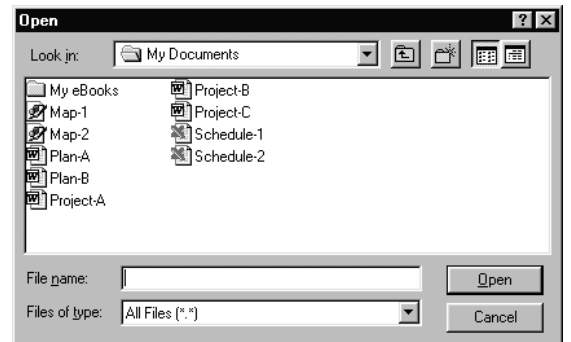 Open
Look in: My Documents
My eBooks
Map-1
Map-2
Plan-A
Plan-B
Project-A
Project-B
Project-C
Schedule-1
Schedule-2
File name: Open
Files of type: All Files (*.*) Cancel